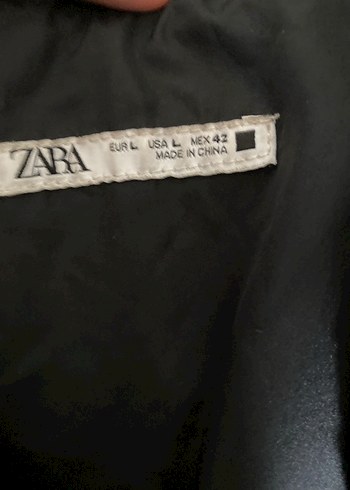 ZARA
EUR L USA L MEX 42
MADE IN CHINA